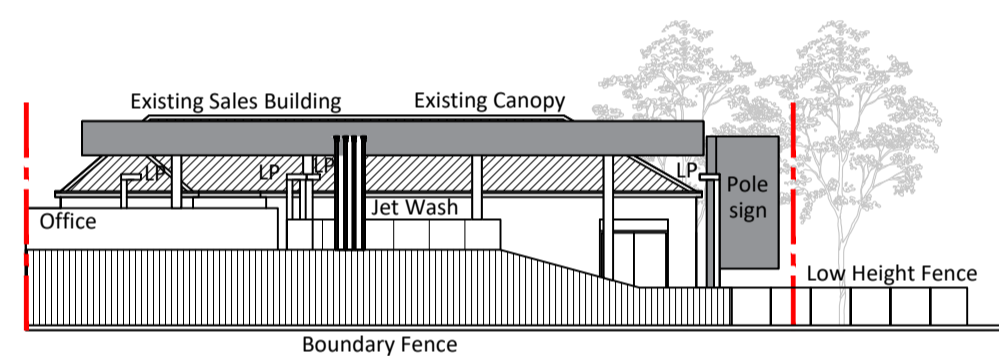 Existing Sales Building
Existing Canopy
LP
LP
LP
LP
Pole
sign
Office
Jet Wash
Low Height Fence
Boundary Fence